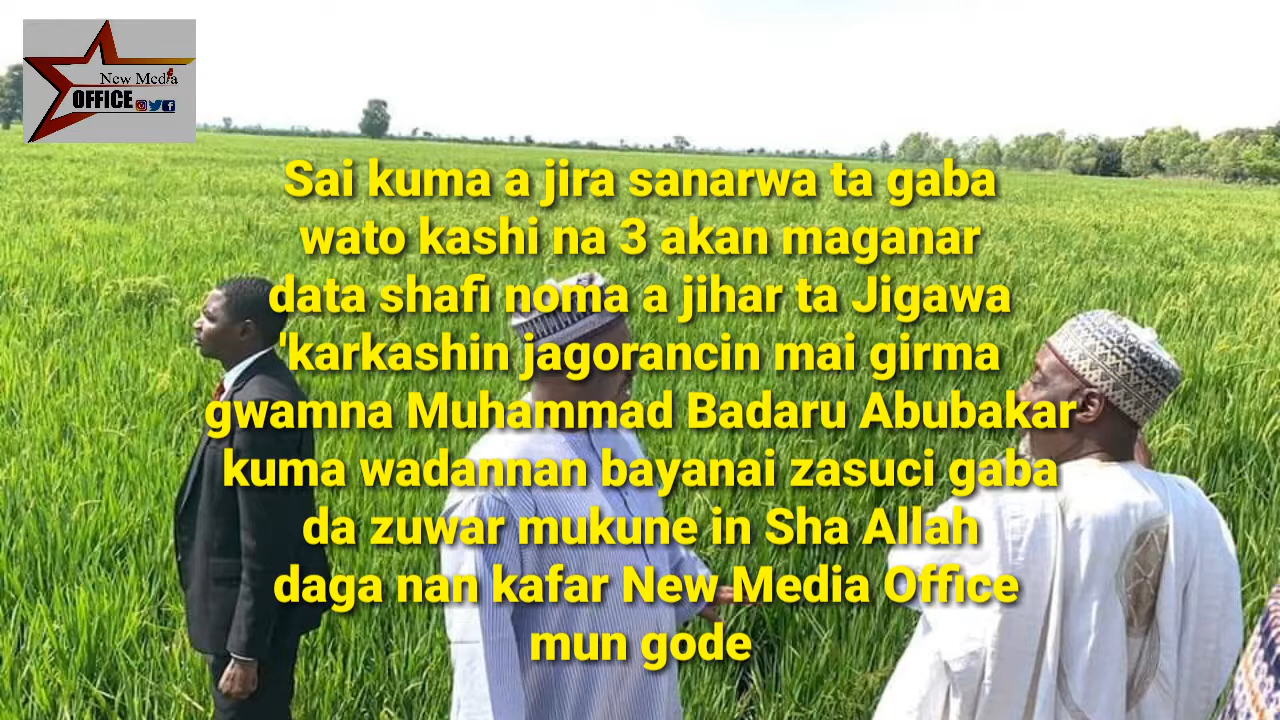 New Media
OFFICE
Sai kuma a jira sanarwa ta gaba
wato kashi na 3 akan maganar
data shafi noma a jihar ta Jigawa
'karkashin jagorancin mai girma
gwamna Muhammad Badaru Abubakar
kuma wadannan bayanai zasuci gaba
da zuwar mukune in Sha Allah
daga nan kafar New Media Office
mun gode